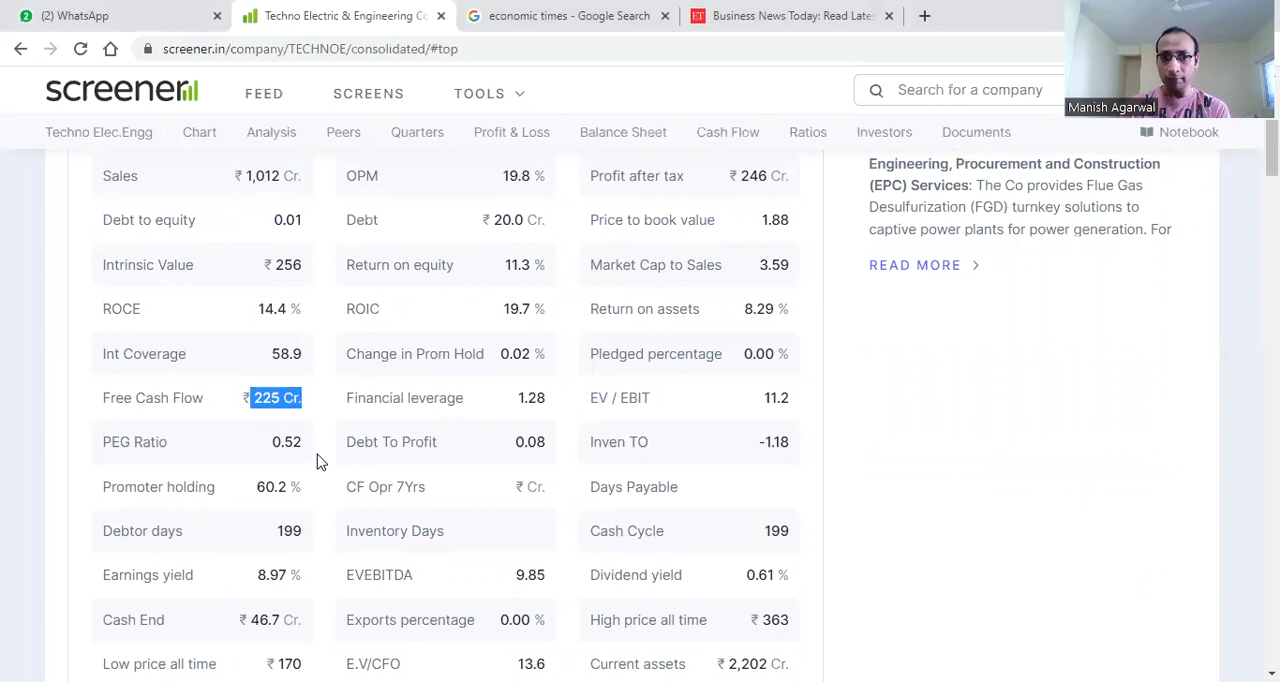 2
(2) WhatsApp
Techno Electric & Engineering Co
economic times - Google Search
ET
Business News Today: Read Lates
screener.in/company/TECHNOE/consolidated/#top
screener
FEED
SCREENS
TOOLS
Search for a company
Manish Agarwal
Techno Elec.Engg
Chart
Analysis
Peers
Quarters
Profit & Loss
Balance Sheet
Cash Flow
Ratios
Investors
Documents
Notebook
Sales ₹ 1,012 Cr.
OPM 19.8 %
Profit after tax ₹ 246 Cr.
Debt to equity 0.01
Debt ₹ 20.0 Cr.
Price to book value 1.88
Intrinsic Value ₹ 256
Return on equity 11.3 %
Market Cap to Sales 3.59
ROCE 14.4 %
ROIC 19.7 %
Return on assets 8.29 %
Int Coverage 58.9
Change in Prom Hold 0.02 %
Pledged percentage 0.00 %
Free Cash Flow ₹ 225 Cr.
Financial leverage 1.28
EV / EBIT 11.2
PEG Ratio 0.52
Debt To Profit 0.08
Inven TO -1.18
Promoter holding 60.2 %
CF Opr 7Yrs ₹ Cr.
Days Payable
Debtor days 199
Inventory Days
Cash Cycle 199
Earnings yield 8.97 %
EVEBITDA 9.85
Dividend yield 0.61 %
Cash End ₹ 46.7 Cr.
Exports percentage 0.00 %
High price all time ₹ 363
Low price all time ₹ 170
E.V/CFO 13.6
Current assets ₹ 2,202 Cr.
Engineering, Procurement and Construction
(EPC) Services: The Co provides Flue Gas
Desulfurization (FGD) turnkey solutions to
captive power plants for power generation. For
READ MORE